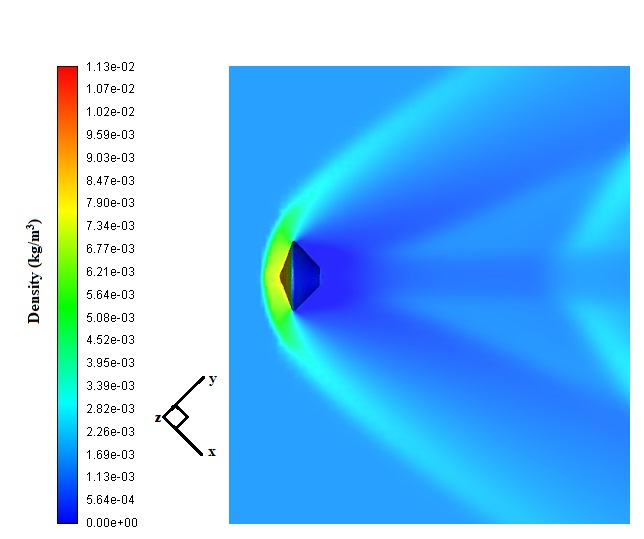 1.13e-02
1.07e-02
1.02e-02
9.59e-03
9.03e-03
8.47e-03
7.90e-03
7.34e-03
6.77e-03
6.21e-03
5.64e-03
5.08e-03
4.52e-03
3.95e-03
3.39e-03
2.82e-03
2.26e-03
1.69e-03
1.13e-03
5.64e-04
0.00e+00
Density (kg/m³)
y
z
x